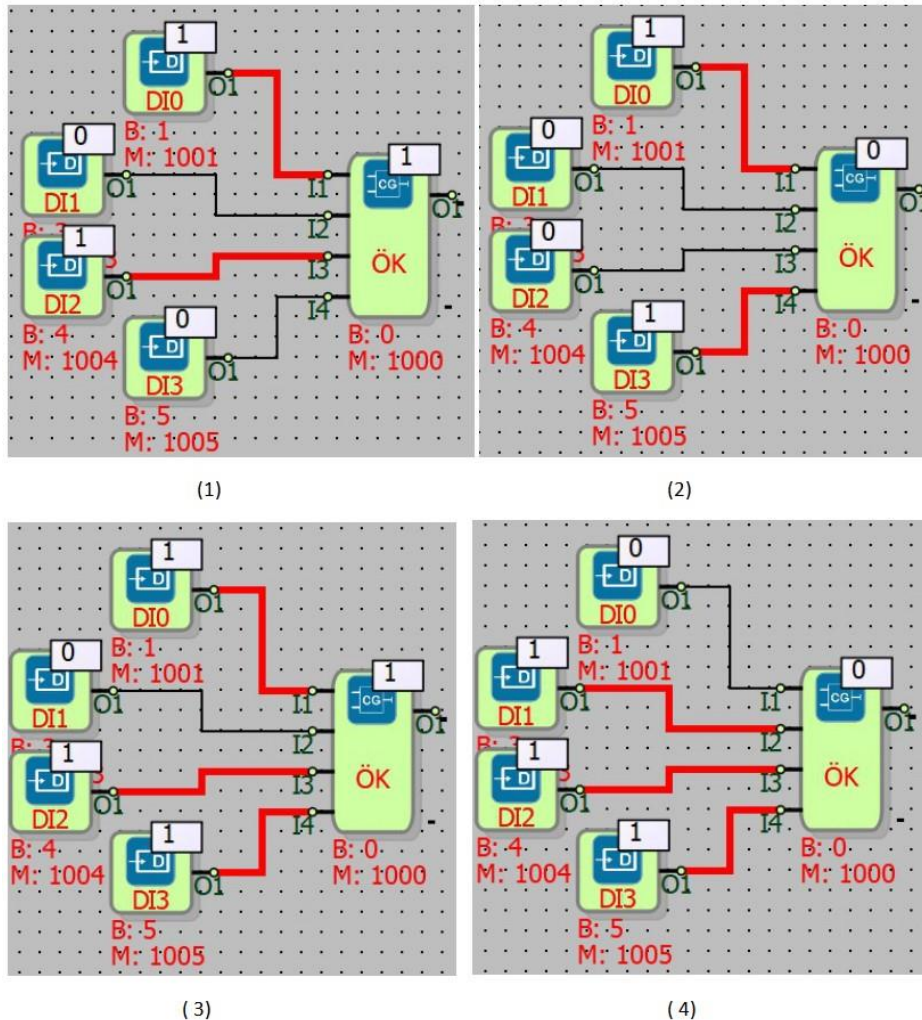 1
DI0
O1
B: 1
M: 1001
0
DI1
O1
1
I1
I2
I3
I4
CG
O1
ÖK
B: 0
M: 1000
1
D
DI2
O1
B: 4
M: 1004
0
D
DI3
O1
B: 5
M: 1005
(1)
1
D
DI0
O1
B: 1
M: 1001
0
D
DI1
O1
0
I1
I2
I3
I4
CG
O1
ÖK
B: 0
M: 1000
0
D
DI2
O1
B: 4
M: 1004
1
D
DI3
O1
B: 5
M: 1005
(2)
1
D
DI0
O1
B: 1
M: 1001
0
D
DI1
O1
1
I1
I2
I3
I4
CG
O1
ÖK
B: 0
M: 1000
1
D
DI2
O1
B: 4
M: 1004
1
D
DI3
O1
B: 5
M: 1005
( 3)
0
D
DI0
O1
B: 1
M: 1001
1
D
DI1
O1
0
I1
I2
I3
I4
CG
O1
ÖK
B: 0
M: 1000
1
D
DI2
O1
B: 4
M: 1004
1
D
DI3
O1
B: 5
M: 1005
( 4)